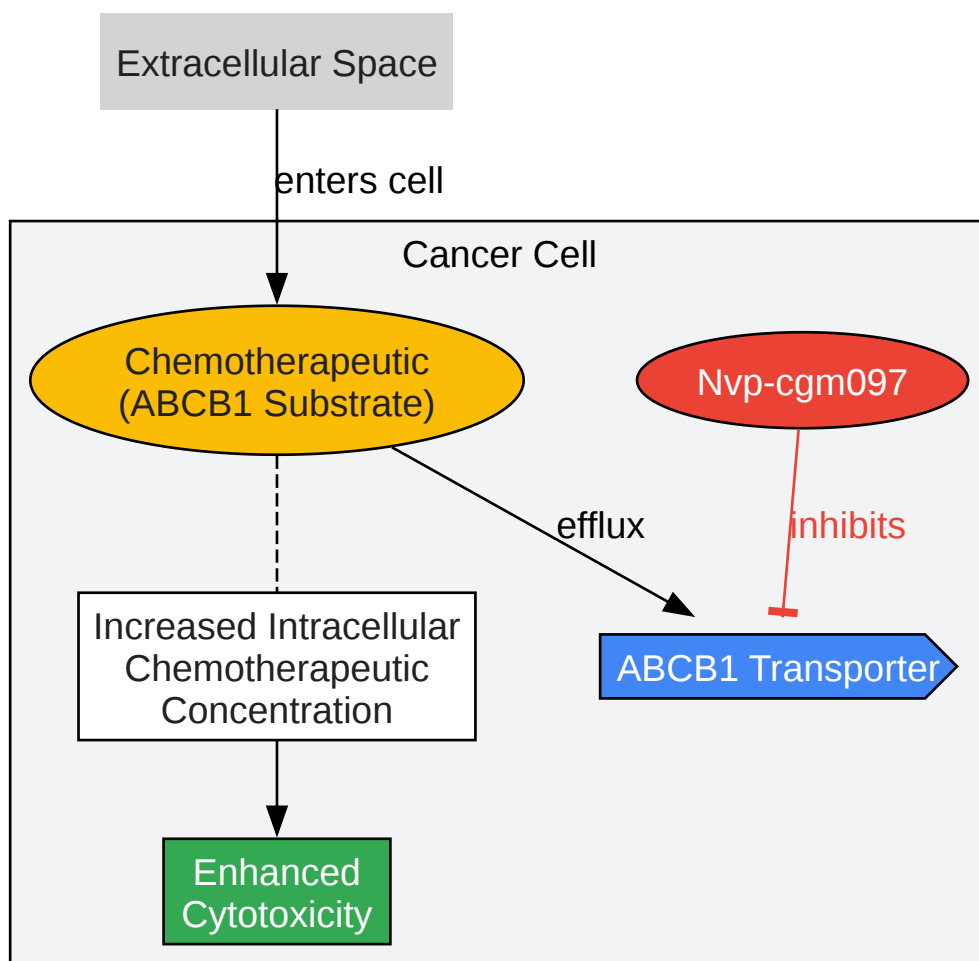 Extracellular Space
enters cell
Cancer Cell
Chemotherapeutic
(ABCB1 Substrate)
Nvp-cgm097
efflux
inhibits
Increased Intracellular
Chemotherapeutic
Concentration
ABCB1 Transporter
Enhanced
Cytotoxicity